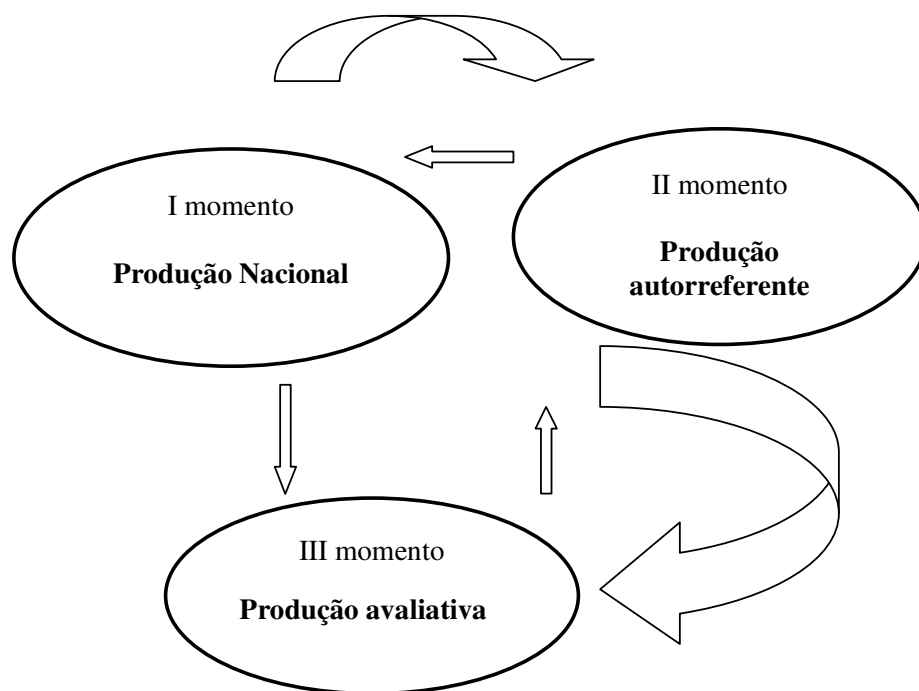 I momento
Produção Nacional
II momento
Produção
autorreferente
III momento
Produção avaliativa